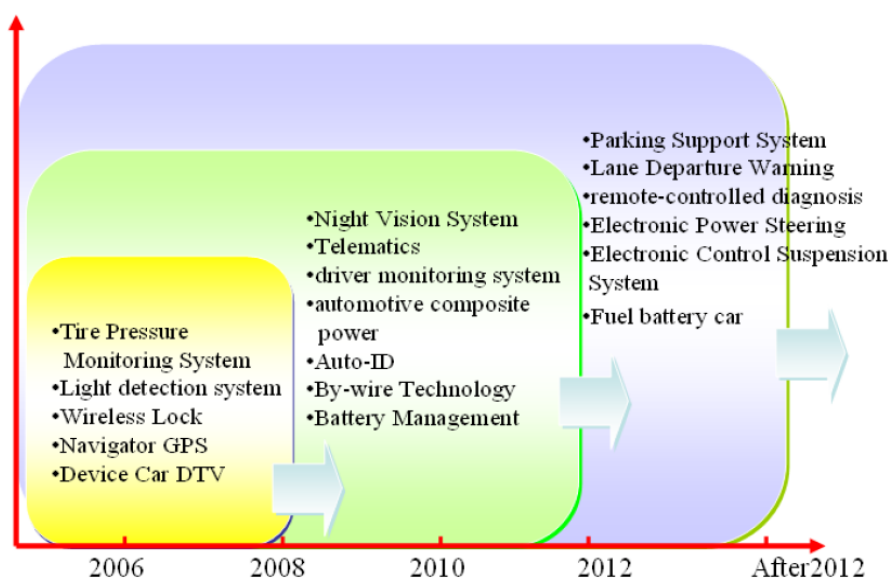 •Tire Pressure
Monitoring System
•Light detection system
•Wireless Lock
•Navigator GPS
•Device Car DTV
•Night Vision System
•Telematics
•driver monitoring system
•automotive composite
power
•Auto-ID
•By-wire Technology
•Battery Management
•Parking Support System
•Lane Departure Warning
•remote-controlled diagnosis
•Electronic Power Steering
•Electronic Control Suspension
System
•Fuel battery car
2006 2008 2010 2012 After2012